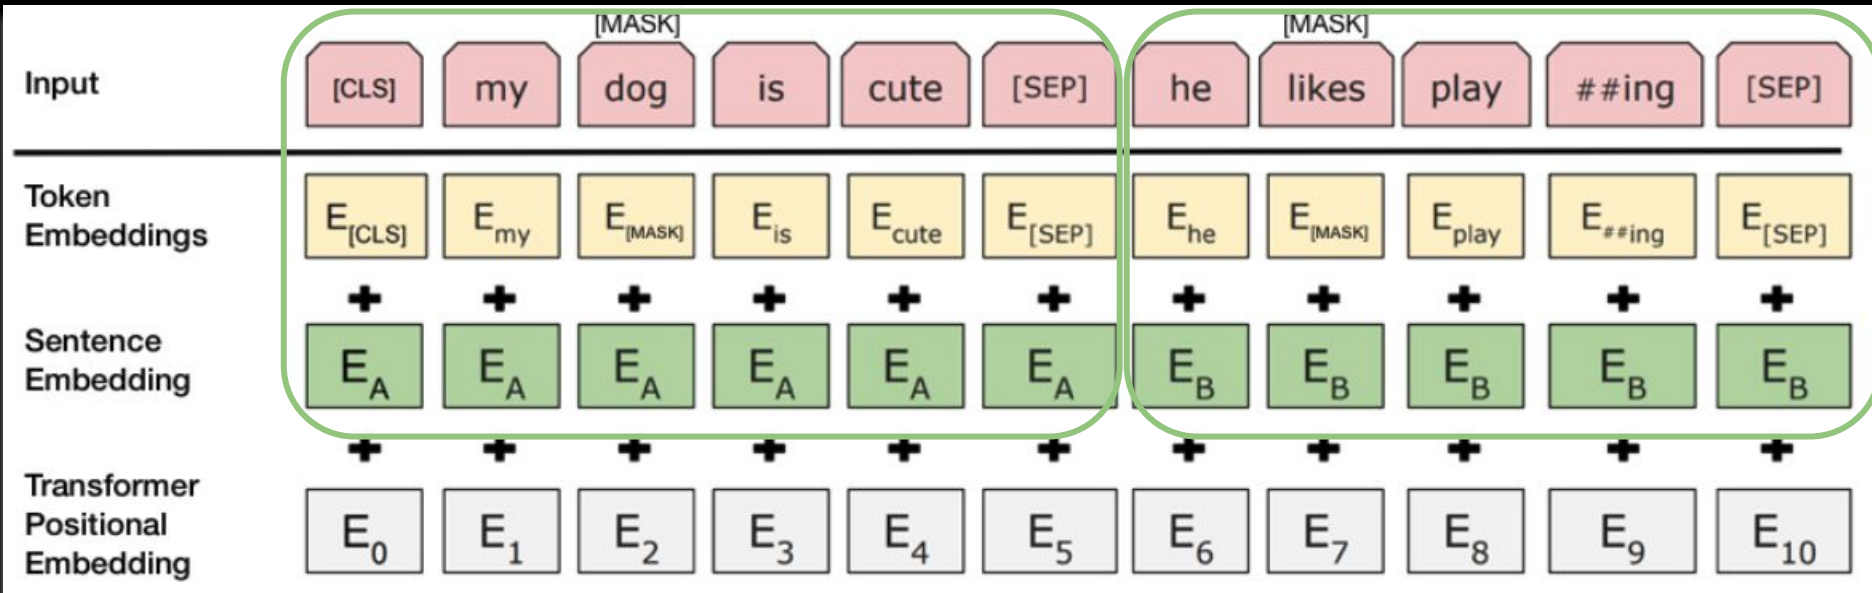 [MASK] [MASK]
Input [CLS] my dog is cute [SEP] he likes play ##ing [SEP]
Token
Embeddings
E[CLS] Emy E[MASK] Eis Ecute E[SEP] Ehe E[MASK] Eplay E##ing E[SEP]
+ + + + + + + + + + +
Sentence
Embedding
EA EA EA EA EA EA EB EB EB EB EB
+ + + + + + + + + + +
Transformer
Positional
Embedding
E0 E1 E2 E3 E4 E5 E6 E7 E8 E9 E10